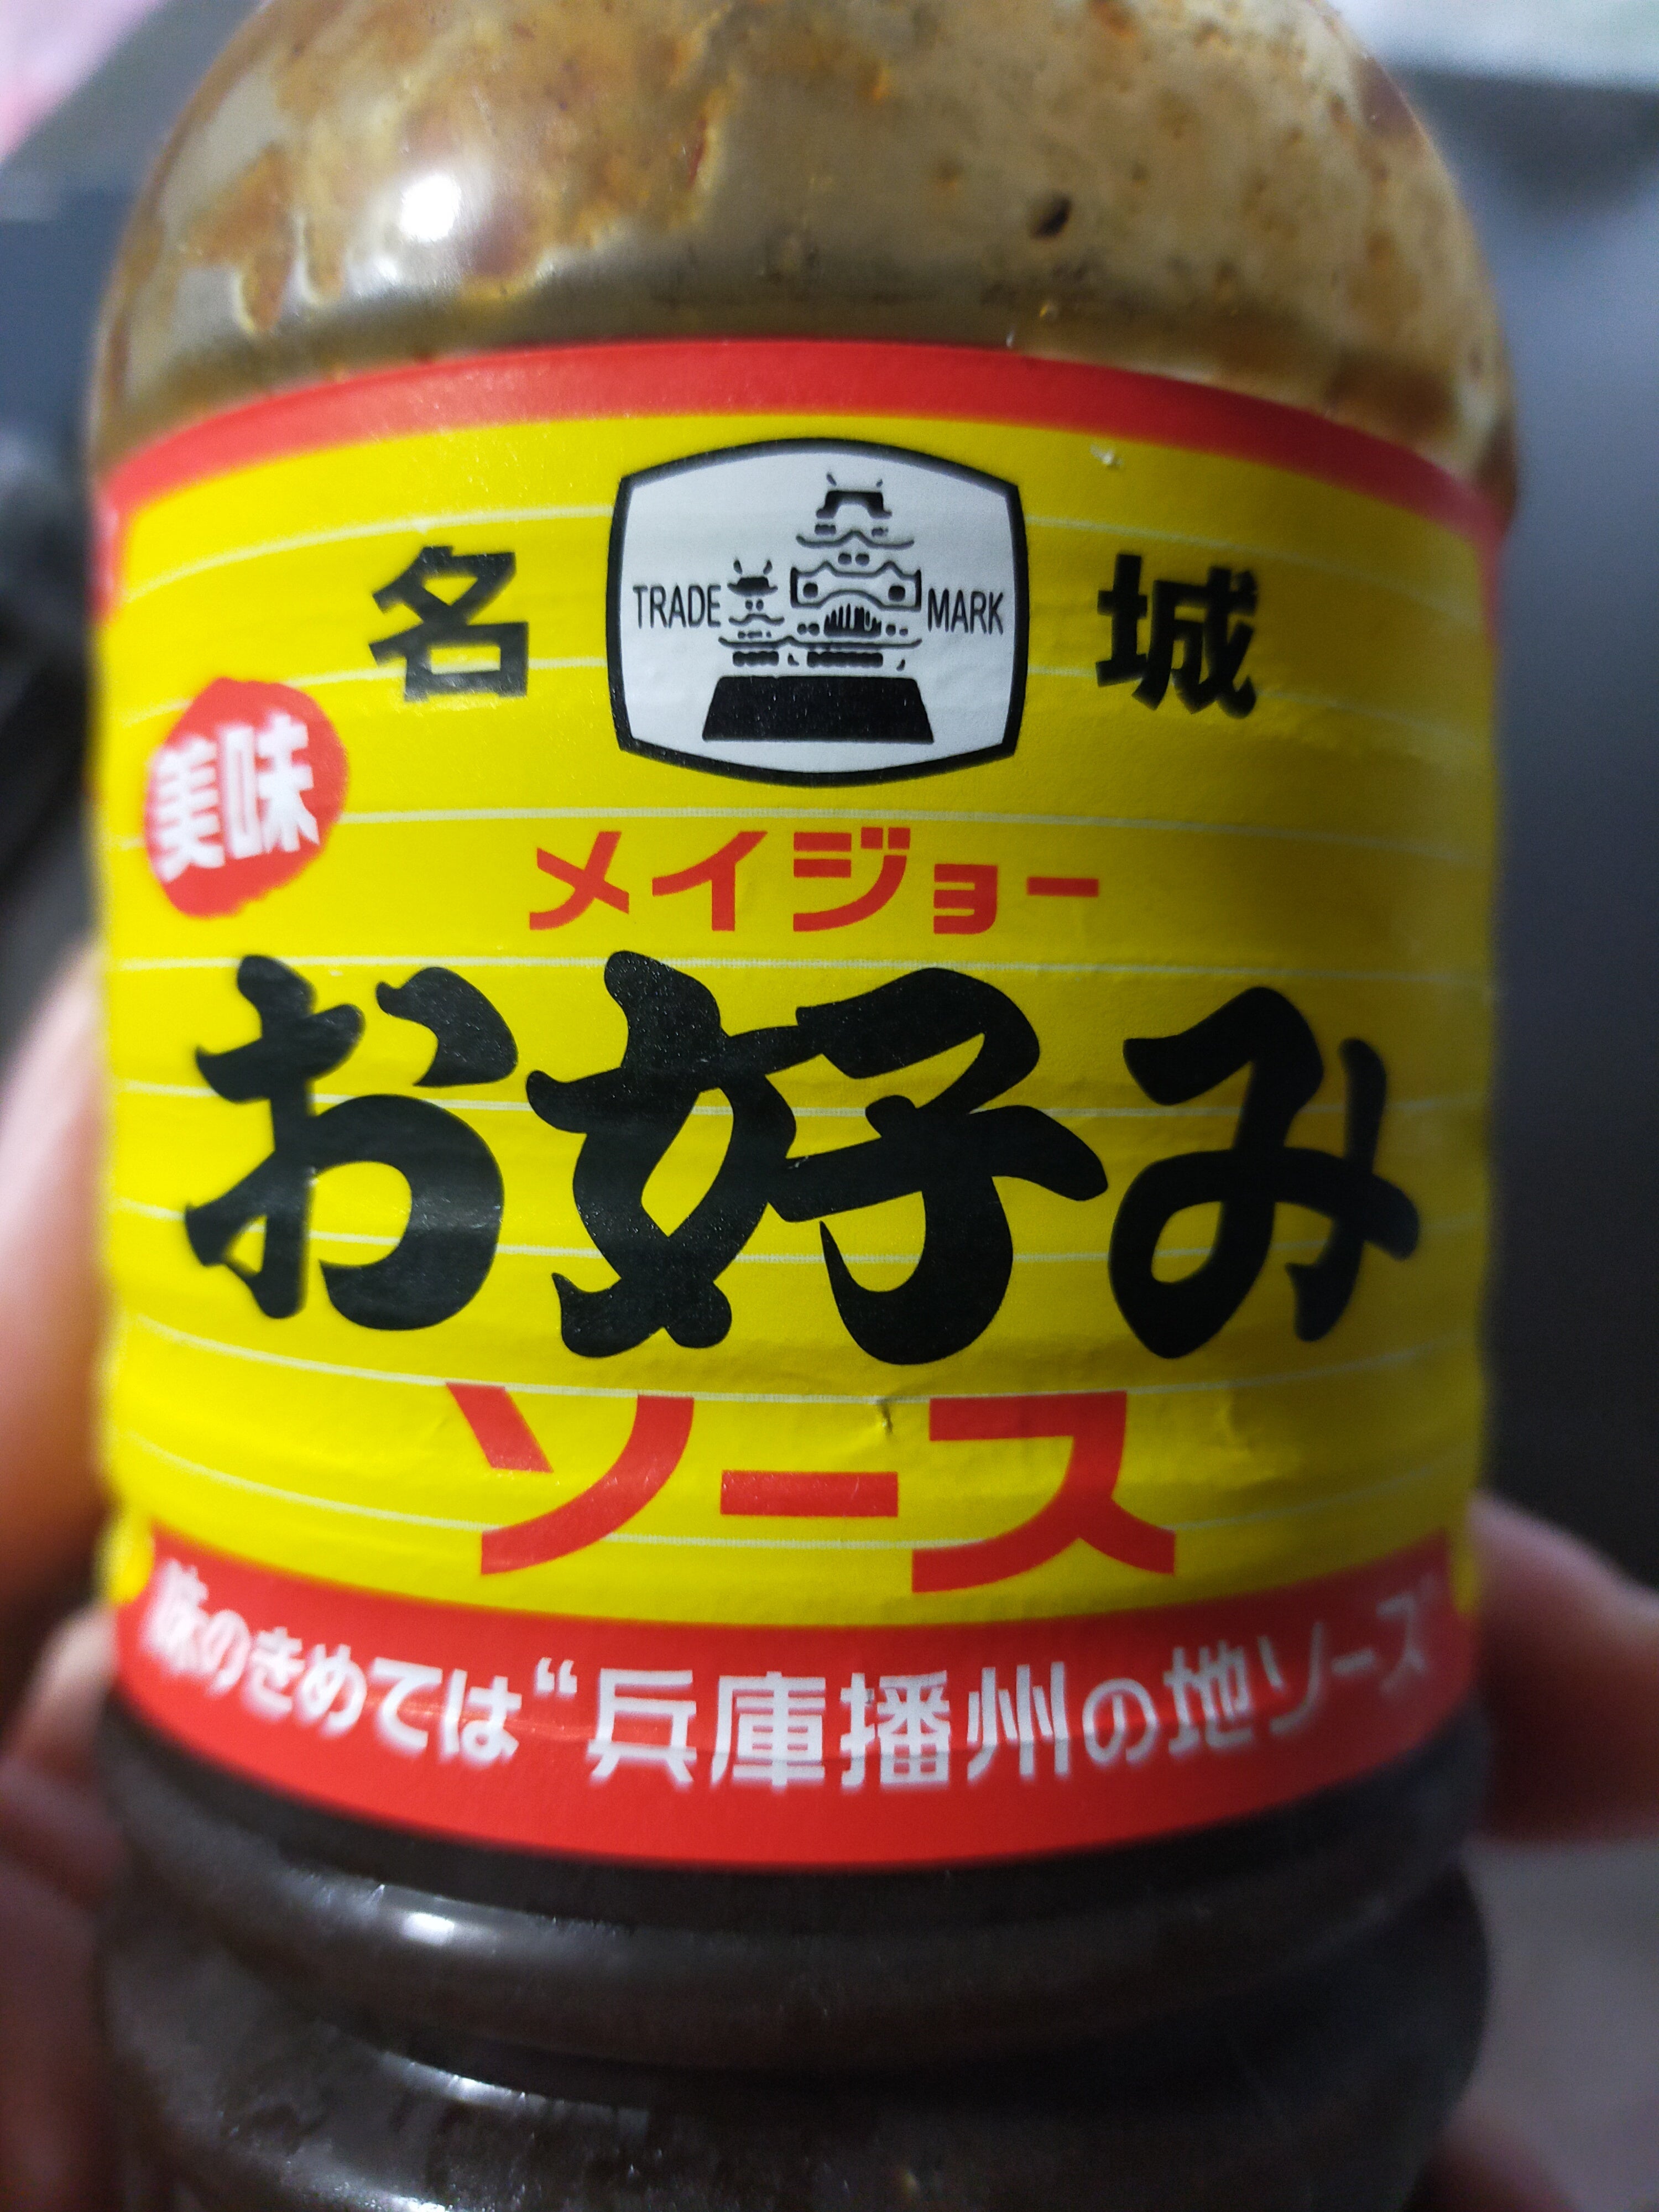 名 TRADE MARK 城
美味
メイジョー
お好み
ソース
味のきめては“兵庫播州の地ソース”